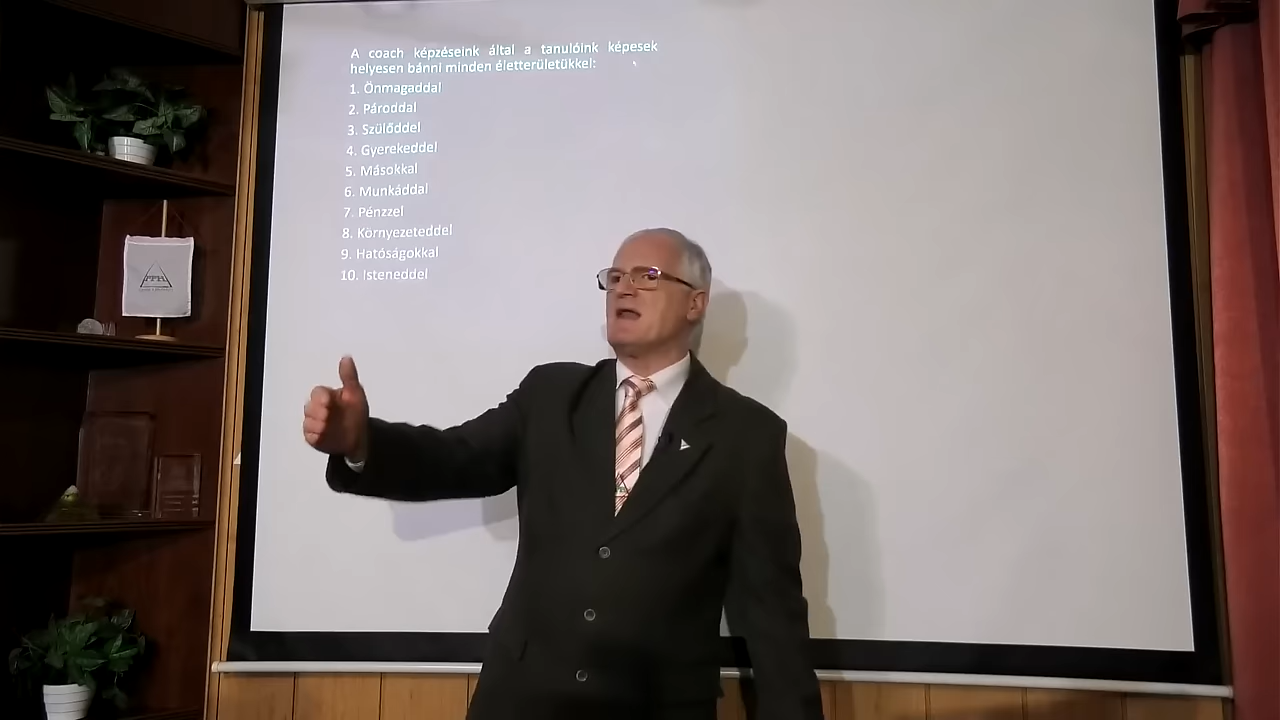 A coach képzéseink által a tanulóink képesek
helyesen bánni minden életterületükkel:
1. Önmagaddal
2. Pároddal
3. Szülőddel
4. Gyerekeddel
5. Másokkal
6. Munkáddal
7. Pénzzel
8. Környezeteddel
9. Hatóságokkal
10. Isteneddel